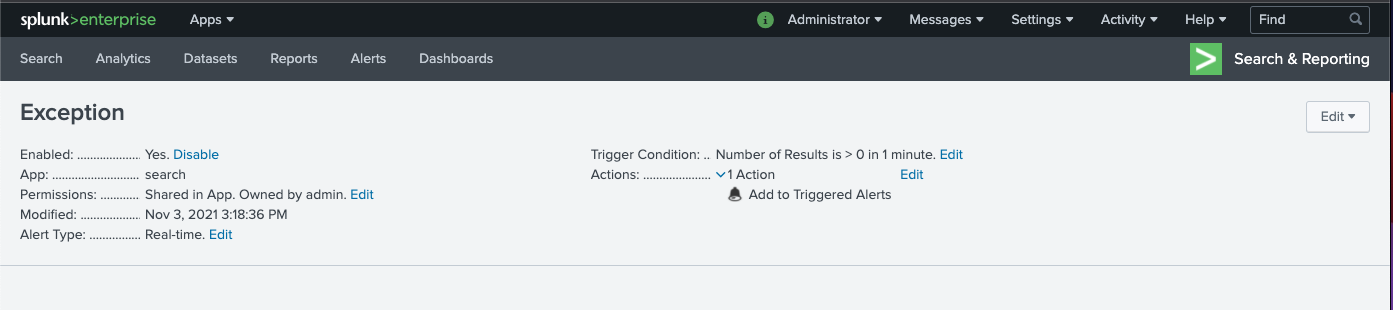 splunk>enterprise Apps Administrator Messages Settings Activity Help Find
Search Analytics Datasets Reports Alerts Dashboards Search & Reporting
Exception
Edit
Enabled: .................... Yes. Disable
App: ............................ search
Permissions: ............. Shared in App. Owned by admin. Edit
Modified: .................... Nov 3, 2021 3:18:36 PM
Alert Type: ................. Real-time. Edit
Trigger Condition: .. Number of Results is > 0 in 1 minute. Edit
Actions: ...................... 1 Action Edit
Add to Triggered Alerts